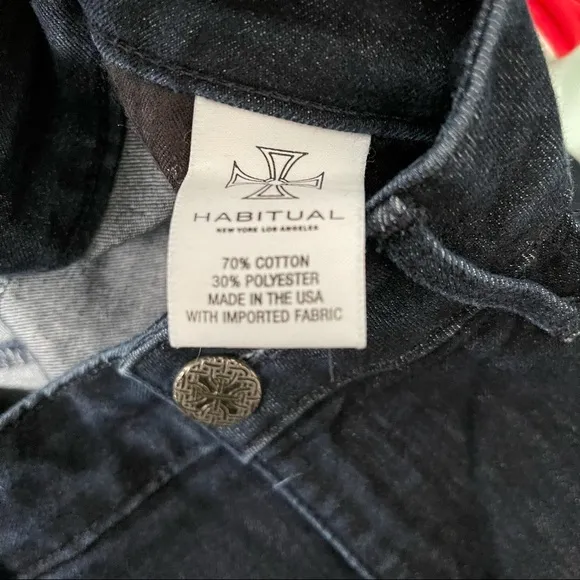 HABITUAL
NEW YORK LOS ANGELES
70% COTTON
30% POLYESTER
MADE IN THE USA
WITH IMPORTED FABRIC